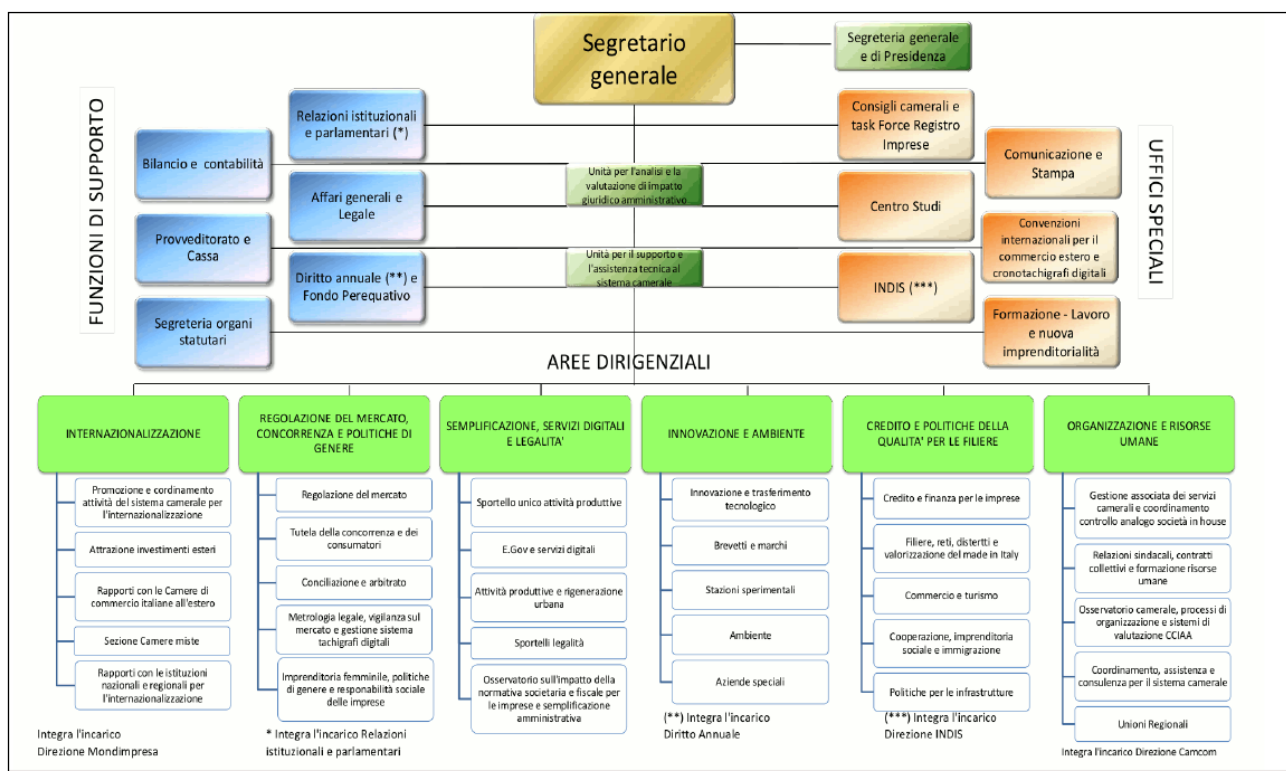 Segretario
generale
Segreteria generale
e di Presidenza
FUNZIONI DI SUPPORTO
Relazioni istituzionali
e parlamentari (*)
Bilancio e contabilità
Affari generali e
Legale
Provveditorato e
Cassa
Diritto annuale (**) e
Fondo Perequativo
Segreteria organi
statutari
Unità per l'analisi e la
valutazione di impatto
giuridico amministrativo
Unità per il supporto e
l'assistenza tecnica al
sistema camerale
Consigli camerali e
task Force Registro
Imprese
Comunicazione e
Stampa
Centro Studi
Convenzioni
internazionali per il
commercio estero e
cronotachigrafi digitali
INDIS (***)
Formazione - Lavoro
e nuova
imprenditorialità
UFFICI SPECIALI
AREE DIRIGENZIALI
INTERNAZIONALIZZAZIONE
Promozione e cordinamento
attività del sistema camerale per
l'internazionalizzazione
Attrazione investimenti esteri
Rapporti con le Camere di
commercio italiane all'estero
Sezione Camere miste
Rapporti con le istituzioni
nazionali e regionali per
l'internazionalizzazione
Integra l'incarico
Direzione Mondimpresa
REGOLAZIONE DEL MERCATO,
CONCORRENZA E POLITICHE DI
GENERE
Regolazione del mercato
Tutela della concorrenza e dei
consumatori
Conciliazione e arbitrato
Metrologia legale, vigilanza sul
mercato e gestione sistema
tachigrafi digitali
Imprenditoria femminile, politiche
di genere e responsabilità sociale
delle imprese
* Integra l'incarico Relazioni
istituzionali e parlamentari
SEMPLIFICAZIONE, SERVIZI DIGITALI
E LEGALITA'
Sportello unico attività produttive
E.Gov e servizi digitali
Attività produttive e rigenerazione
urbana
Sportelli legalità
Osservatorio sull'impatto della
normativa societaria e fiscale per
le imprese e semplificazione
amministrativa
INNOVAZIONE E AMBIENTE
Innovazione e trasferimento
tecnologico
Brevetti e marchi
Stazioni sperimentali
Ambiente
Aziende speciali
(**) Integra l'incarico
Diritto Annuale
CREDITO E POLITICHE DELLA
QUALITA' PER LE FILIERE
Credito e finanza per le imprese
Filiere, reti, distertti e
valorizzazione del made in Italy
Commercio e turismo
Cooperazione, imprenditoria
sociale e immigrazione
Politiche per le infrastrutture
(***) Integra l'incarico
Direzione INDIS
ORGANIZZAZIONE E RISORSE
UMANE
Gestione associata dei servizi
camerali e coordinamento
controllo analogo società in house
Relazioni sindacali, contratti
collettivi e formazione risorse
umane
Osservatorio camerale, processi di
organizzazione e sistemi di
valutazione CCIAA
Coordinamento, assistenza e
consulenza per il sistema camerale
Unioni Regionali
Integra l'incarico Direzione Camcom